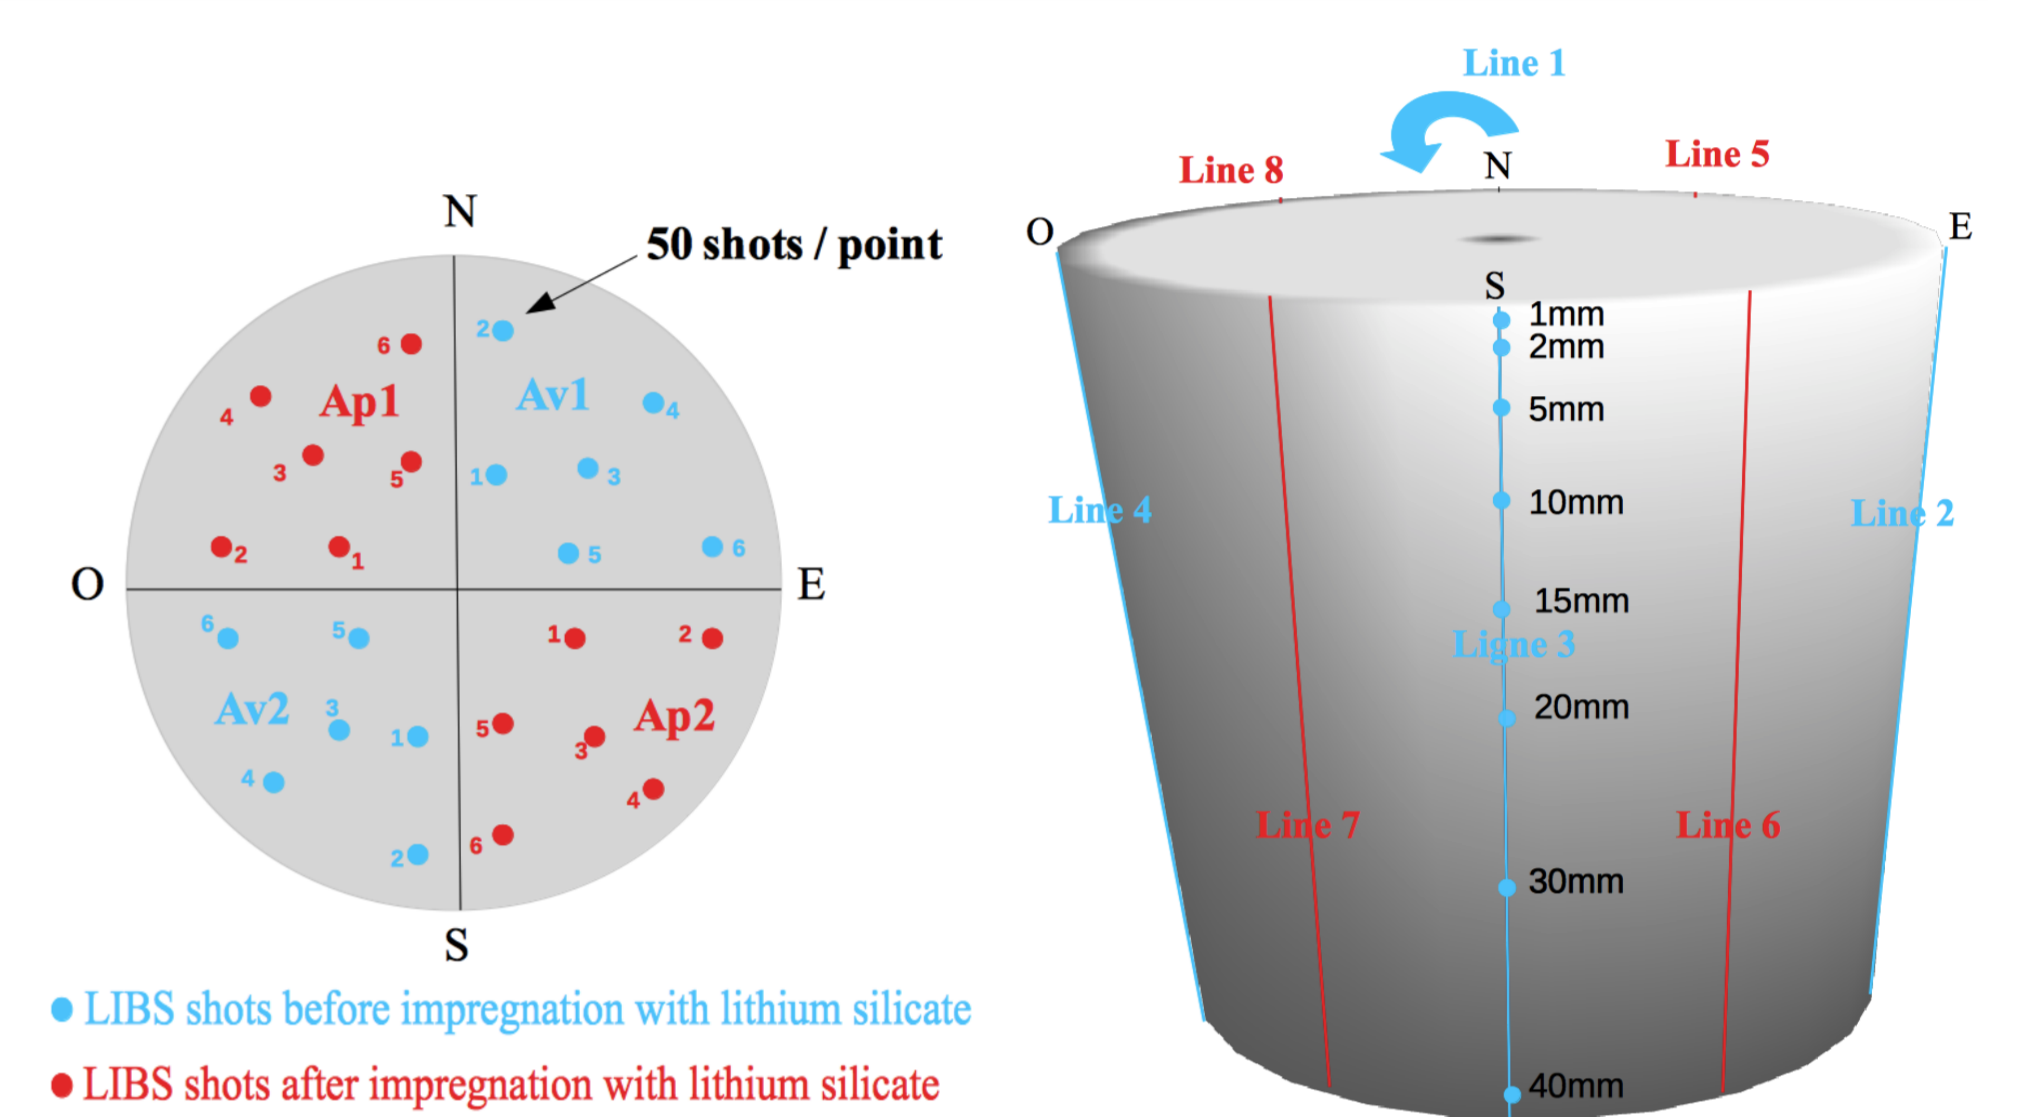 N
50 shots / point
2
6
Ap1
Av1
4
4
3
5
1
3
2
1
5
6
O
E
6
5
1
2
Av2
3
5
Ap2
1
3
4
4
2
6
S
LIBS shots before impregnation with lithium silicate
LIBS shots after impregnation with lithium silicate
Line 1
Line 8
N
Line 5
O
E
S
1mm
2mm
5mm
10mm
Line 4
Line 2
15mm
Ligne 3
20mm
Line 7
Line 6
30mm
40mm